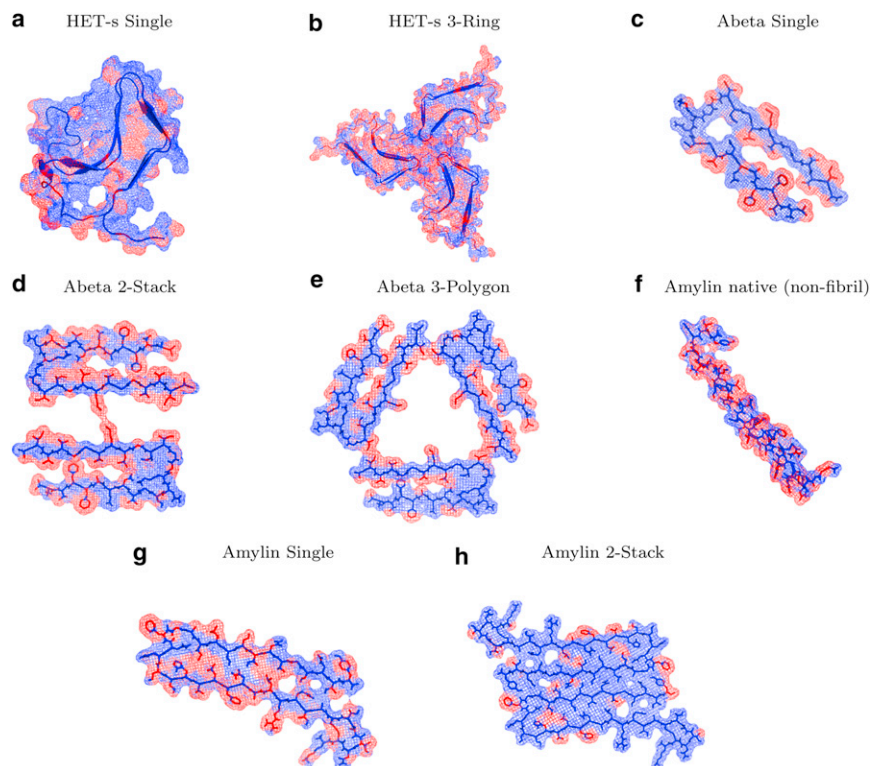 a HET-s Single
b HET-s 3-Ring
c Abeta Single
d Abeta 2-Stack
e Abeta 3-Polygon
f Amylin native (non-fibril)
g Amylin Single
h Amylin 2-Stack